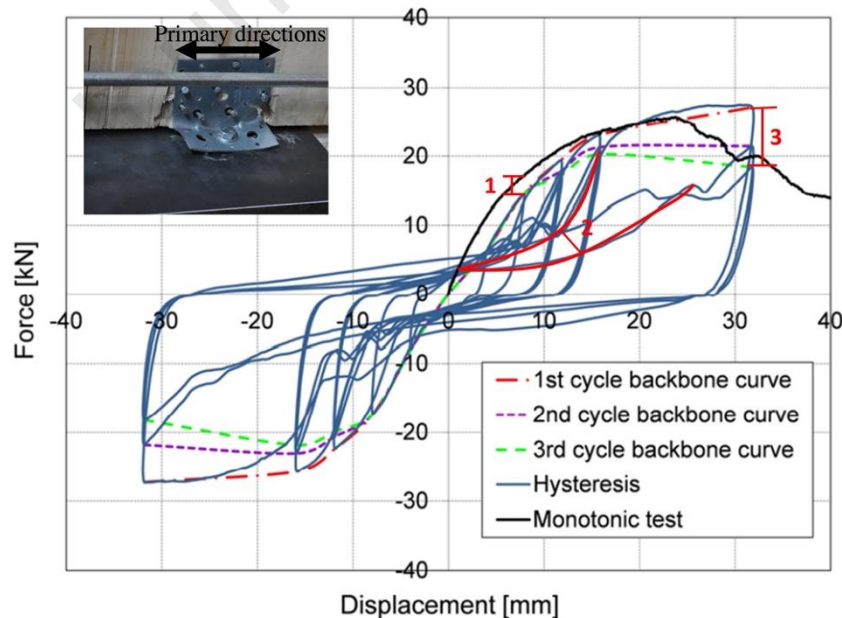 Primary directions
40
30
20
10
0
-10
-20
-30
-40
-40
-30
-20
-10
0
10
20
30
40
1
2
3
Force [kN]
Displacement [mm]
1st cycle backbone curve
2nd cycle backbone curve
3rd cycle backbone curve
Hysteresis
Monotonic test